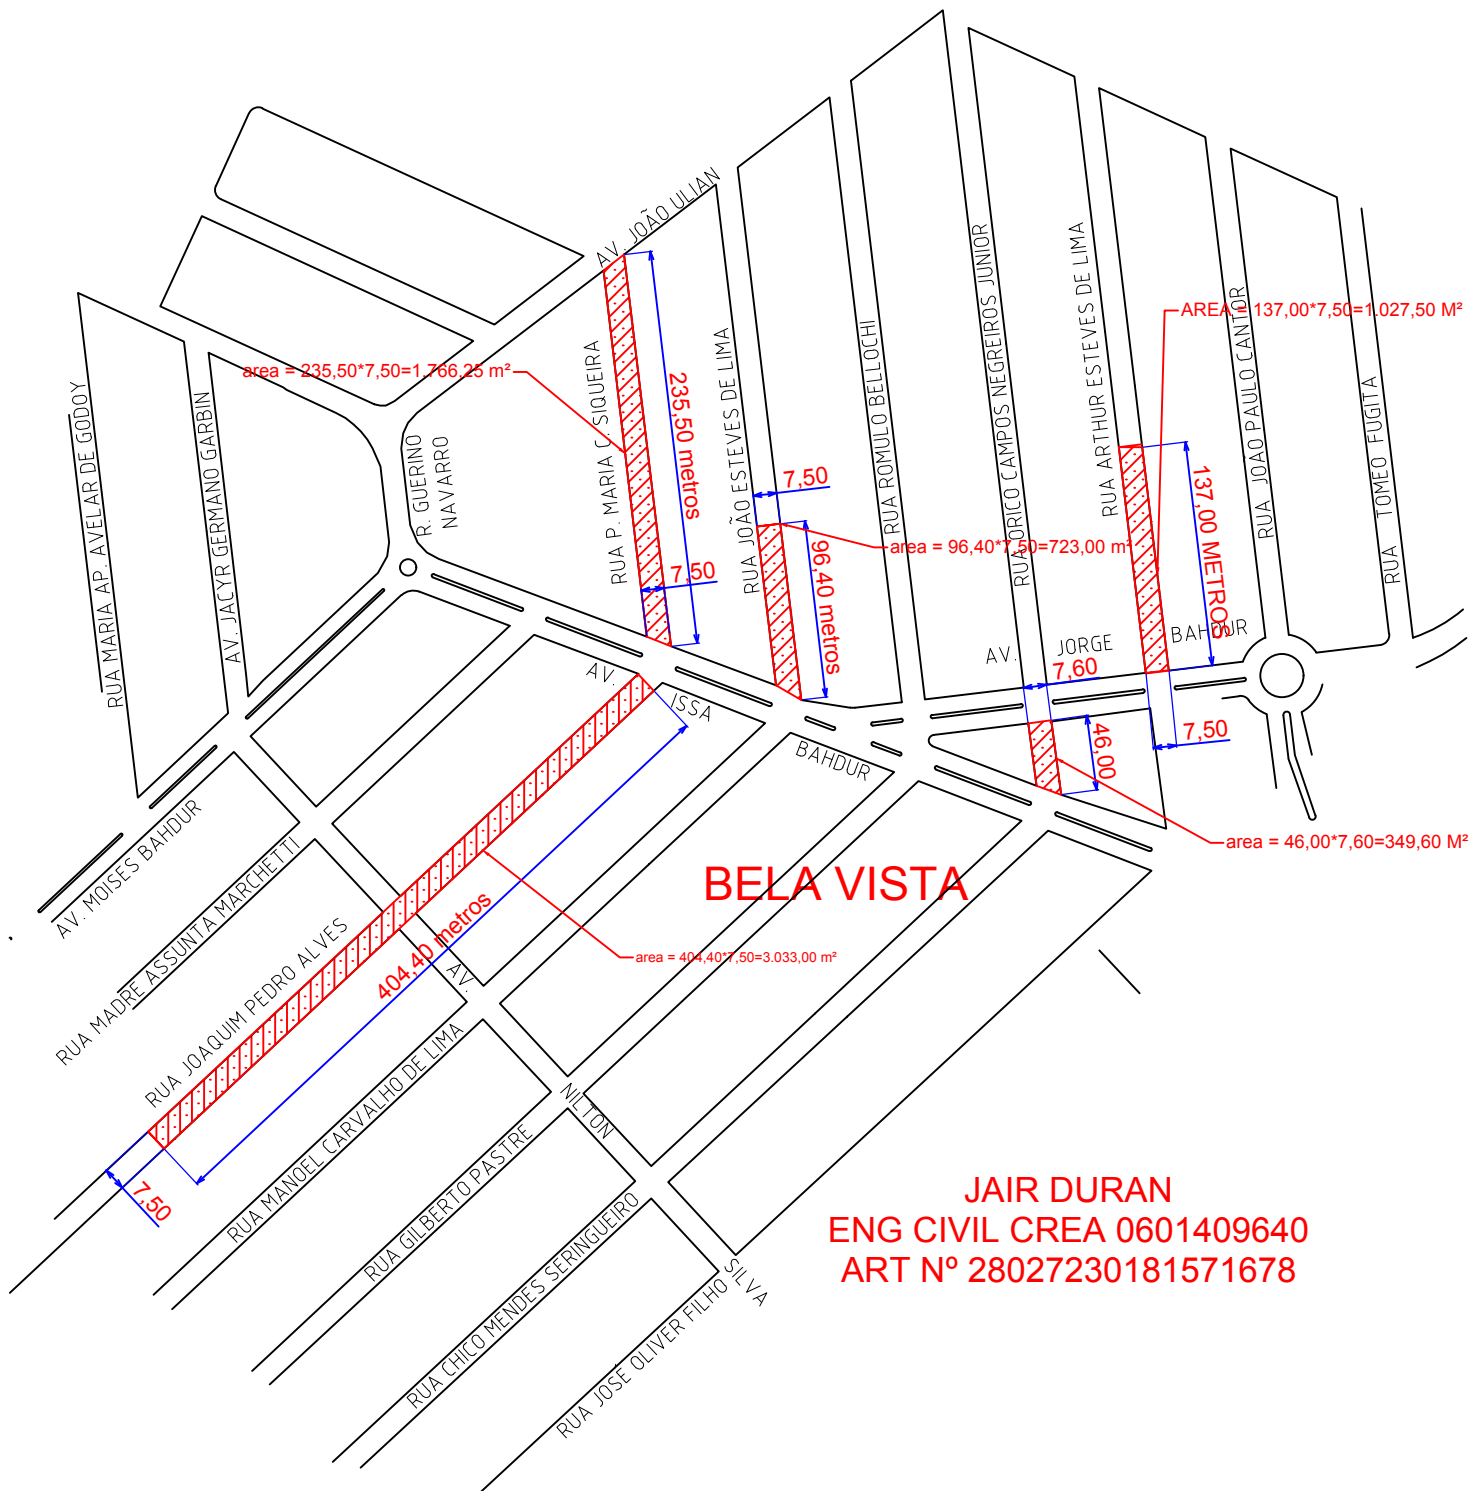 AV. JOÃO ULIAN
area = 235,50*7,50=1.766,25 m²
AREA = 137,00*7,50=1.027,50 M²
RUA MARIA AP. AVELAR DE GODOY
AV. JACYR GERMANO GARBIN
R. GUERINO
NAVARRO
RUA P. MARIA C. SIQUEIRA
235,50 metros
7,50
RUA JOÃO ESTEVES DE LIMA
7,50
96,40 metros
area = 96,40*7,50=723,00 m²
RUA ROMULO BELLOCHI
RUA ORICO CAMPOS NEGREIROS JUNIOR
RUA ARTHUR ESTEVES DE LIMA
137,00 METROS
RUA JOAO PAULO CANTOR
RUA TOMEO FUGITA
AV. JORGE BAHDUR
7,60
46,00
7,50
area = 46,00*7,60=349,60 M²
AV. ISSA BAHDUR
AV. MOISES BAHDUR
RUA MADRE ASSUNTA MARCHETTI
RUA JOAQUIM PEDRO ALVES
404,40 metros
7,50
area = 404,40*7,50=3.033,00 m²
BELA VISTA
AV. NILTON SILVA
RUA MANOEL CARVALHO DE LIMA
RUA GILBERTO PASTRE
RUA CHICO MENDES SERINGUEIRO
RUA JOSÉ OLIVER FILHO
JAIR DURAN
ENG CIVIL CREA 0601409640
ART Nº 28027230181571678